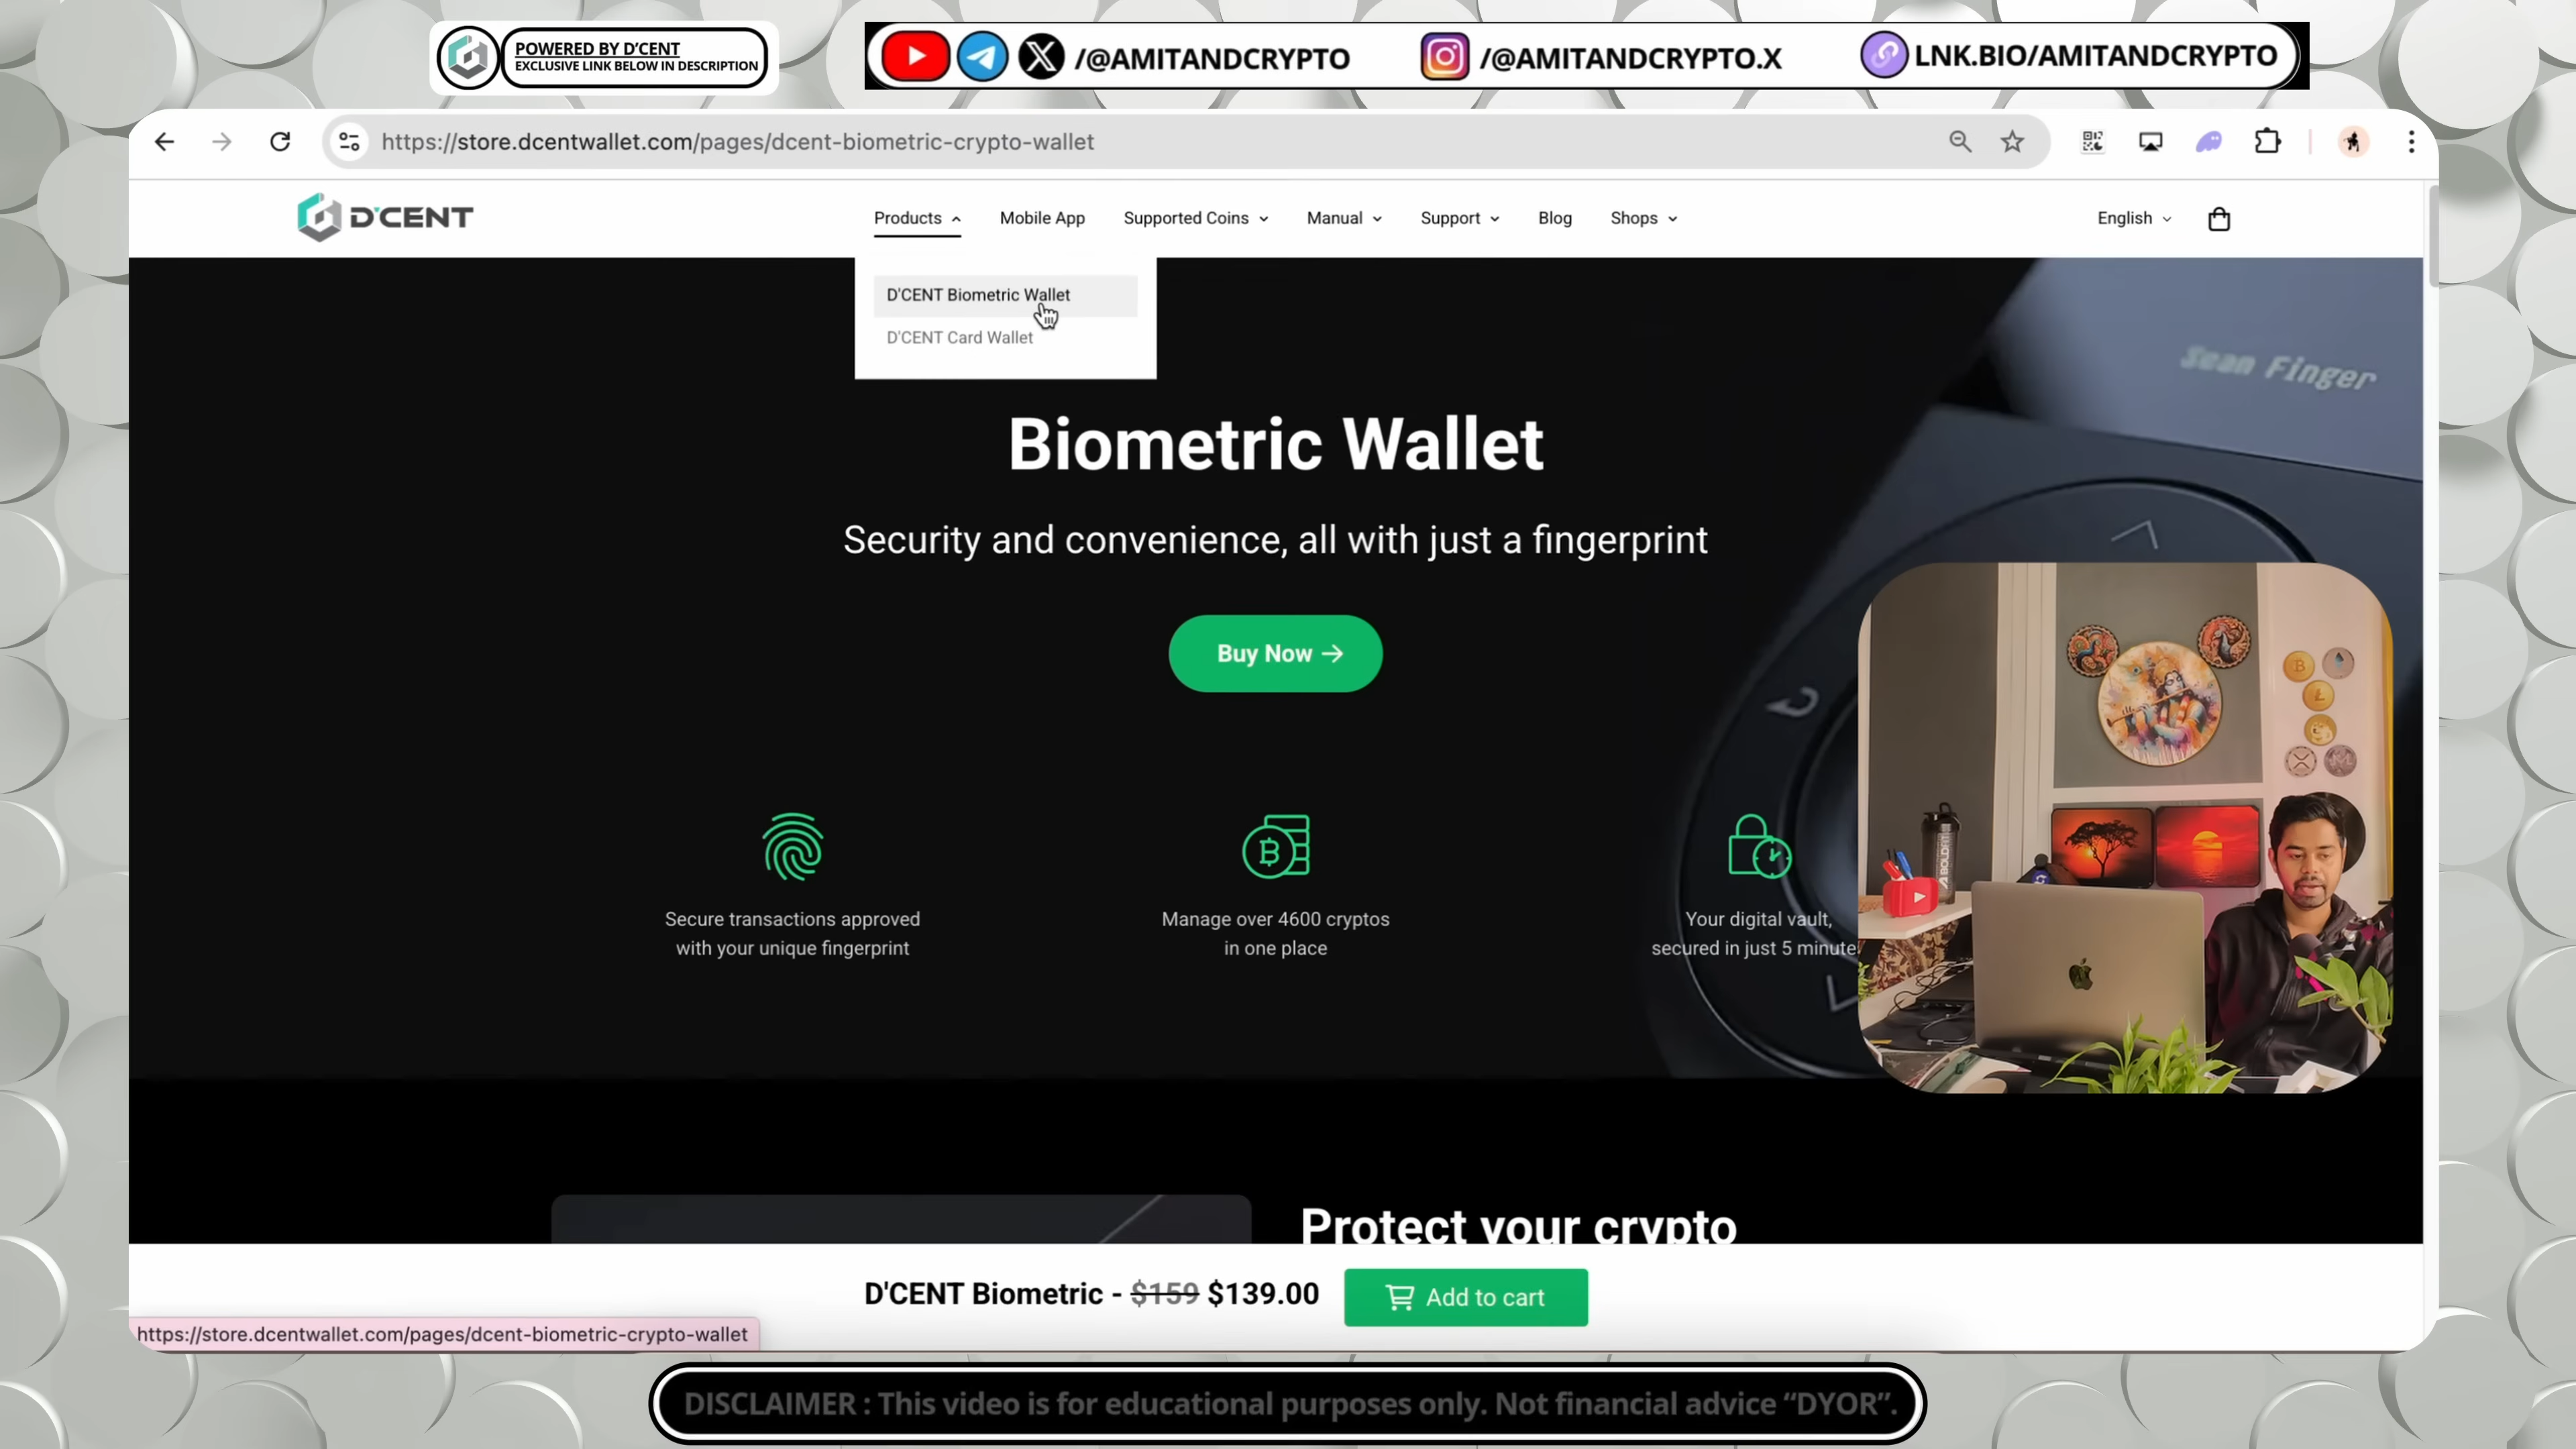 POWERED BY D'CENT
EXCLUSIVE LINK BELOW IN DESCRIPTION
/@AMITANDCRYPTO
/@AMITANDCRYPTO.X
LNK.BIO/AMITANDCRYPTO
https://store.dcentwallet.com/pages/dcent-biometric-crypto-wallet
D'CENT
Products
Mobile App
Supported Coins
Manual
Support
Blog
Shops
English
D'CENT Biometric Wallet
D'CENT Card Wallet
Scan Finger
Biometric Wallet
Security and convenience, all with just a fingerprint
Buy Now →
Secure transactions approved
with your unique fingerprint
Manage over 4600 cryptos
in one place
Your digital vault,
secured in just 5 minute
BOLDFIT
Protect your crypto
D'CENT Biometric - $159 $139.00
Add to cart
https://store.dcentwallet.com/pages/dcent-biometric-crypto-wallet
DISCLAIMER : This video is for educational purposes only. Not financial advice “DYOR”.